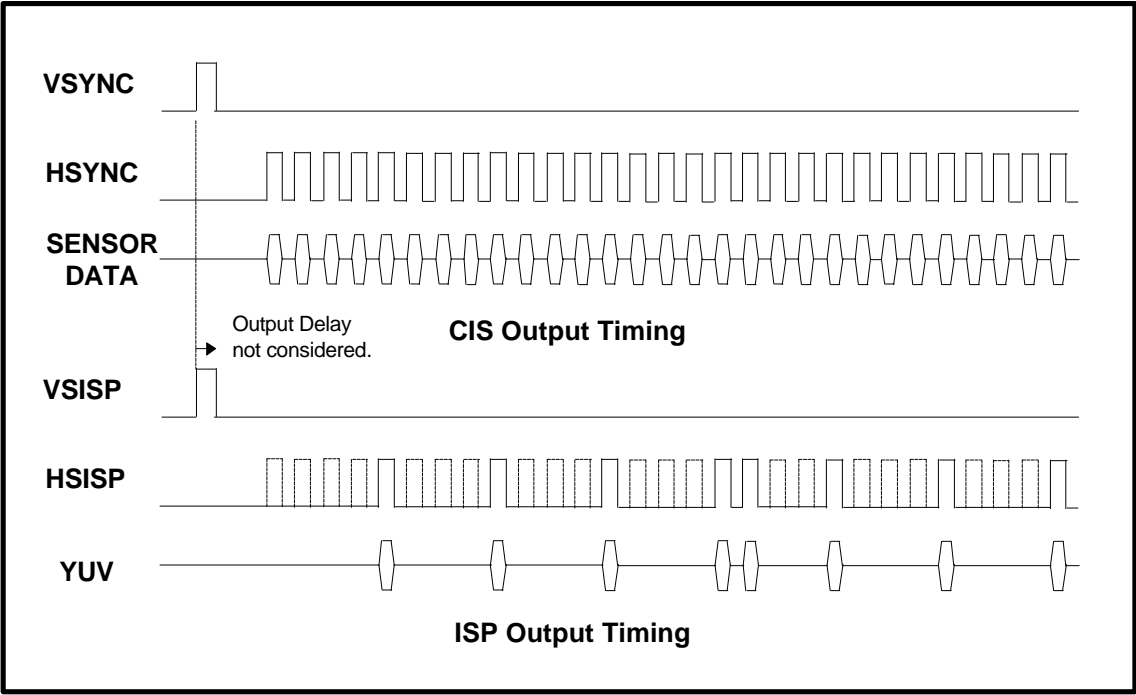 VSYNC
HSYNC
SENSOR
DATA
Output Delay
not considered.
CIS Output Timing
VSISP
HSISP
YUV
ISP Output Timing